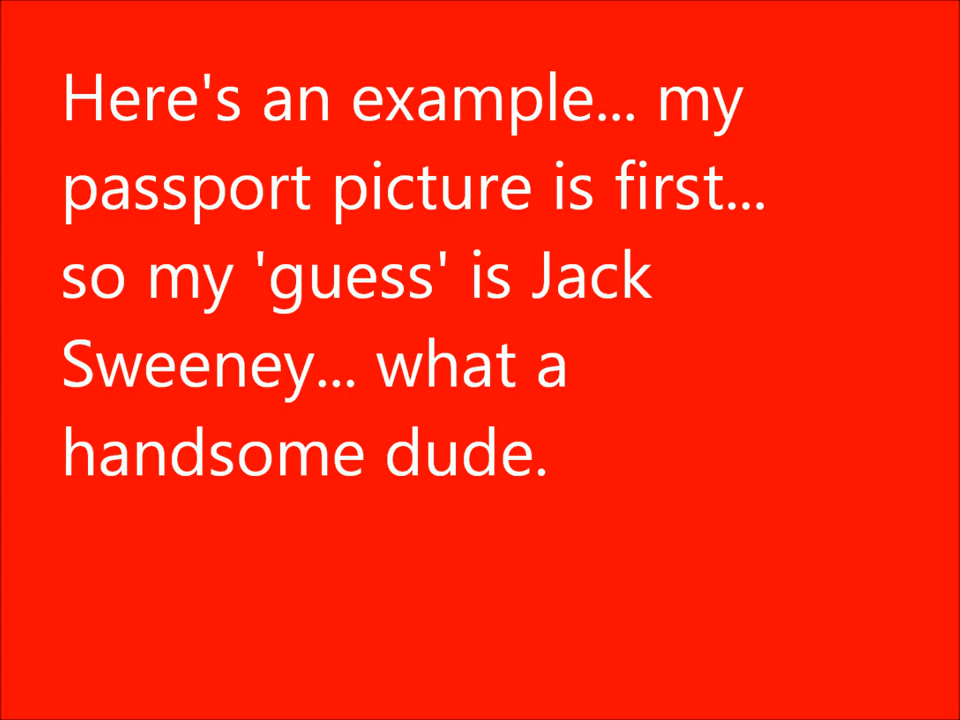 Here's an example... my
passport picture is first...
so my 'guess' is Jack
Sweeney... what a
handsome dude.